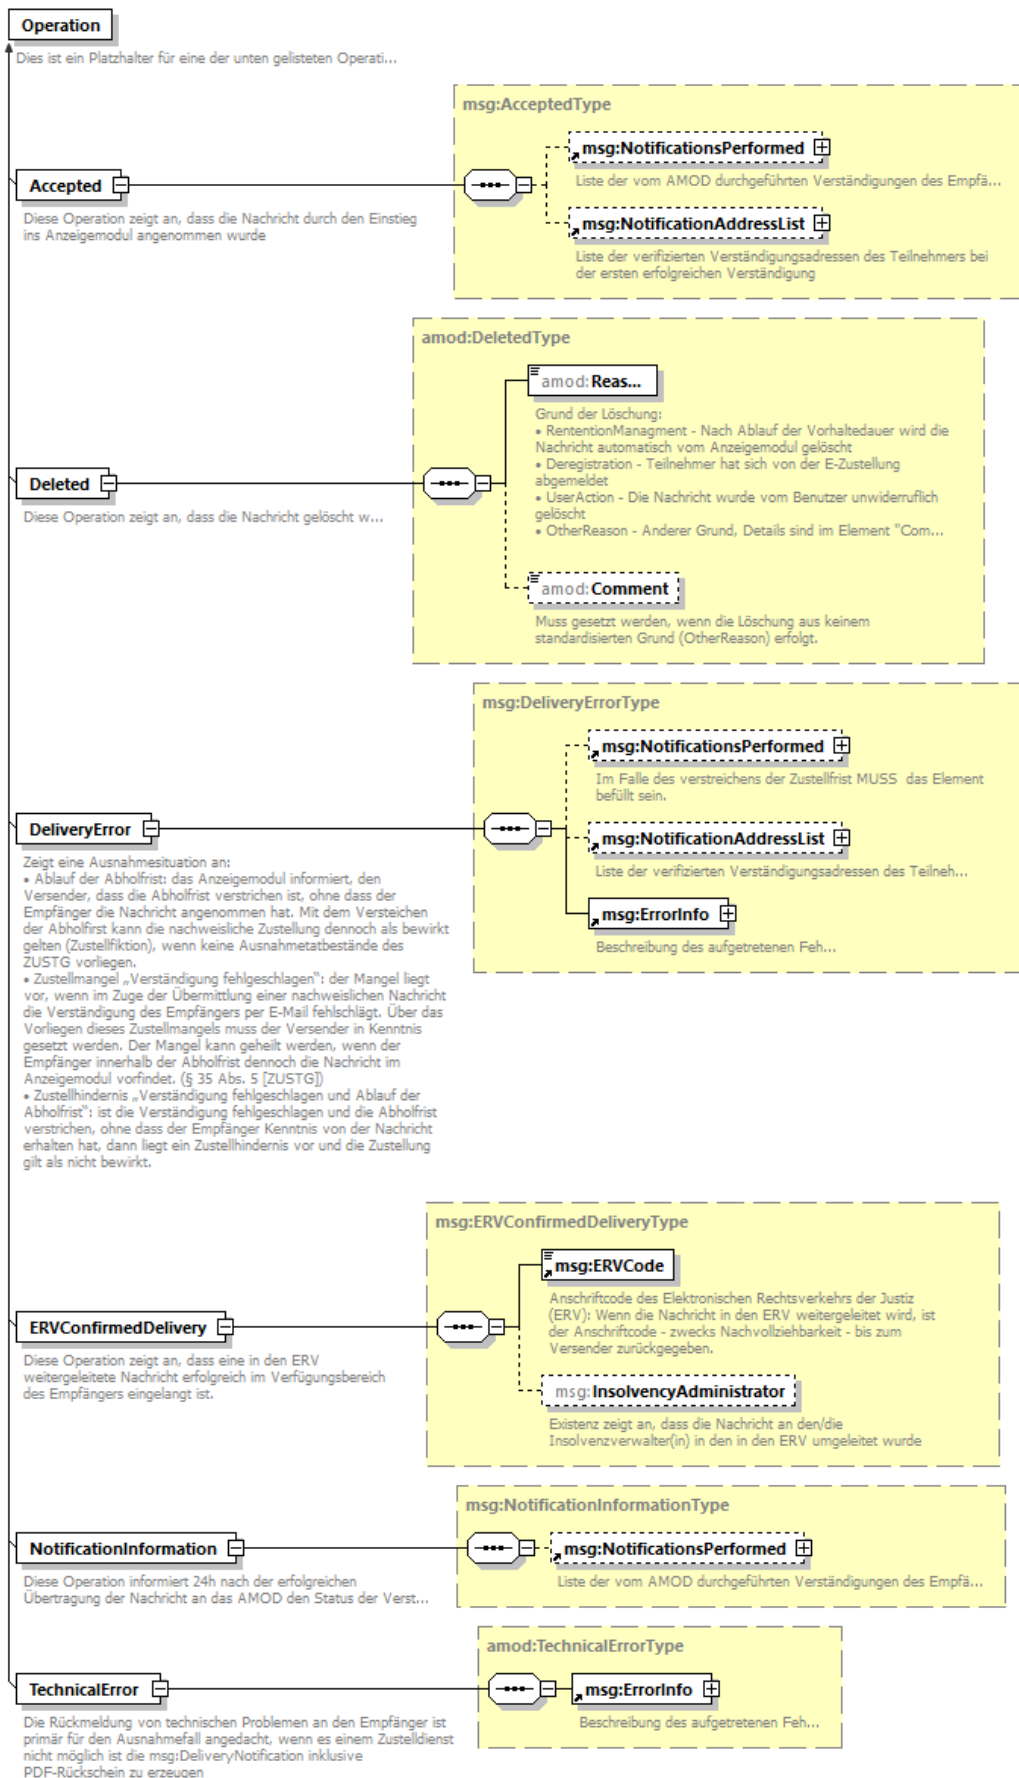 Operation
Dies ist ein Platzhalter für eine der unten gelisteten Operati...
msg:AcceptedType
msg:NotificationsPerformed
Liste der vom AMOD durchgeführten Verständigungen des Empfä...
Accepted
Diese Operation zeigt an, dass die Nachricht durch den Einstieg
ins Anzeigemodul angenommen wurde
msg:NotificationAddressList
Liste der verifizierten Verständigungsadressen des Teilnehmers bei
der ersten erfolgreichen Verständigung
amod:DeletedType
amod:Reas...
Grund der Löschung:
• RententionManagment - Nach Ablauf der Vorhaltedauer wird die
Nachricht automatisch vom Anzeigemodul gelöscht
• Deregistration - Teilnehmer hat sich von der E-Zustellung
abgemeldet
• UserAction - Die Nachricht wurde vom Benutzer unwiderruflich
gelöscht
• OtherReason - Anderer Grund, Details sind im Element "Com...
Deleted
Diese Operation zeigt an, dass die Nachricht gelöscht w...
amod:Comment
Muss gesetzt werden, wenn die Löschung aus keinem
standardisierten Grund (OtherReason) erfolgt.
msg:DeliveryErrorType
msg:NotificationsPerformed
Im Falle des verstreichens der Zustellfrist MUSS das Element
befüllt sein.
msg:NotificationAddressList
Liste der verifizierten Verständigungsadressen des Teilneh...
msg:ErrorInfo
Beschreibung des aufgetretenen Feh...
DeliveryError
Zeigt eine Ausnahmesituation an:
• Ablauf der Abholfrist: das Anzeigemodul informiert, den
Versender, dass die Abholfrist verstrichen ist, ohne dass der
Empfänger die Nachricht angenommen hat. Mit dem Versteichen
der Abholfirst kann die nachweisliche Zustellung dennoch als bewirkt
gelten (Zustellfiktion), wenn keine Ausnahmetatbestände des
ZUSTG vorliegen.
• Zustellmangel „Verständigung fehlgeschlagen“: der Mangel liegt
vor, wenn im Zuge der Übermittlung einer nachweislichen Nachricht
die Verständigung des Empfängers per E-Mail fehlschlägt. Über das
Vorliegen dieses Zustellmangels muss der Versender in Kenntnis
gesetzt werden. Der Mangel kann geheilt werden, wenn der
Empfänger innerhalb der Abholfrist dennoch die Nachricht im
Anzeigemodul vorfindet. (§ 35 Abs. 5 [ZUSTG])
• Zustellhindernis „Verständigung fehlgeschlagen und Ablauf der
Abholfrist“: ist die Verständigung fehlgeschlagen und die Abholfrist
verstrichen, ohne dass der Empfänger Kenntnis von der Nachricht
erhalten hat, dann liegt ein Zustellhindernis vor und die Zustellung
gilt als nicht bewirkt.
msg:ERVConfirmedDeliveryType
msg:ERVCode
Anschriftcode des Elektronischen Rechtsverkehrs der Justiz
(ERV): Wenn die Nachricht in den ERV weitergeleitet wird, ist
der Anschriftcode - zwecks Nachvollziehbarkeit - bis zum
Versender zurückgegeben.
ERVConfirmedDelivery
Diese Operation zeigt an, dass eine in den ERV
weitergeleitete Nachricht erfolgreich im Verfügungsbereich
des Empfängers eingelangt ist.
msg:InsolvencyAdministrator
Existenz zeigt an, dass die Nachricht an den/die
Insolvenzverwalter(in) in den in den ERV umgeleitet wurde
msg:NotificationInformationType
msg:NotificationsPerformed
Liste der vom AMOD durchgeführten Verständigungen des Empfä...
NotificationInformation
Diese Operation informiert 24h nach der erfolgreichen
Übertragung der Nachricht an das AMOD den Status der Verst...
amod:TechnicalErrorType
msg:ErrorInfo
Beschreibung des aufgetretenen Feh...
TechnicalError
Die Rückmeldung von technischen Problemen an den Empfänger ist
primär für den Ausnahmefall angedacht, wenn es einem Zustelldienst
nicht möglich ist die msg:DeliveryNotification inklusive
PDF-Rückschein zu erzeugen